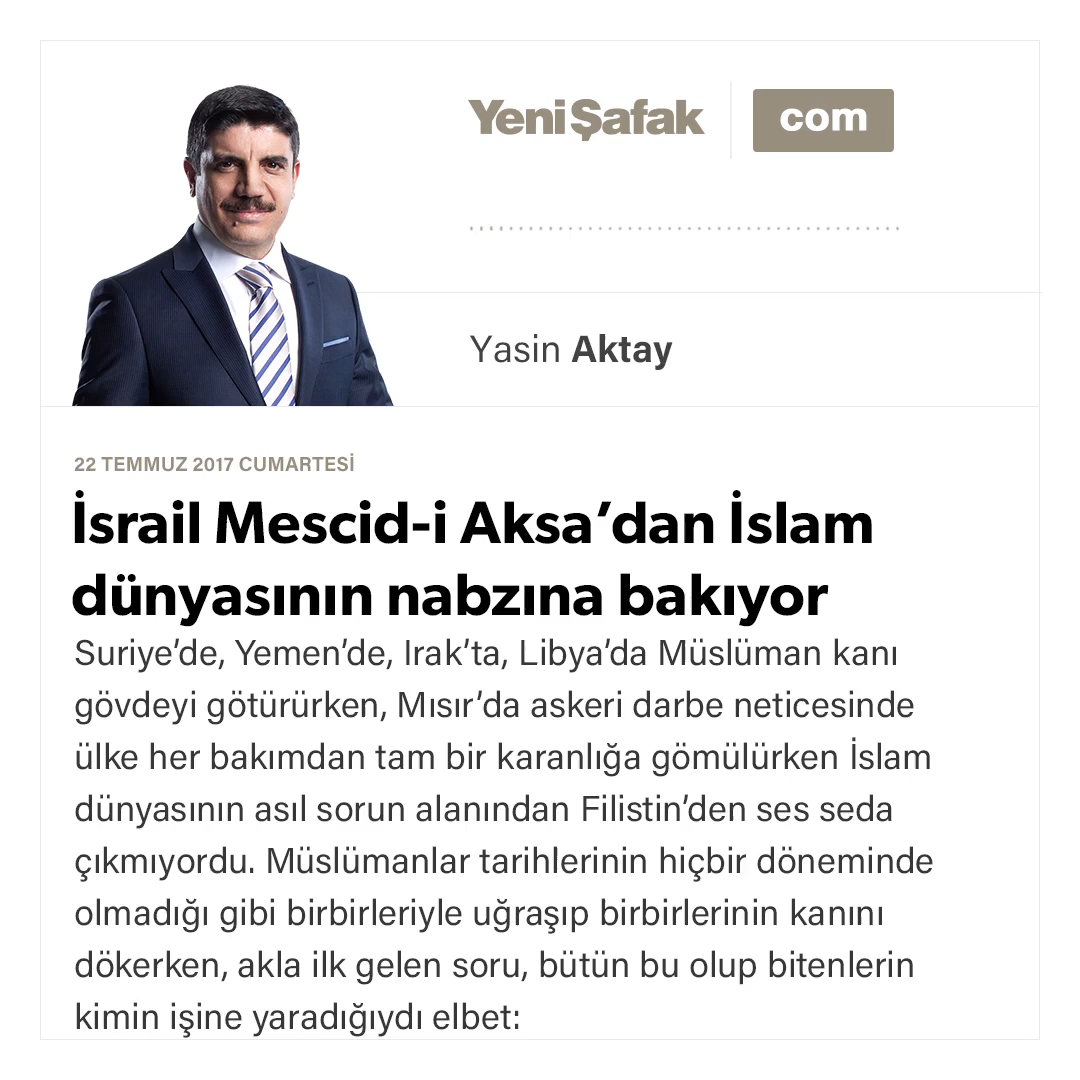 YeniŞafak
com
Yasin Aktay
22 TEMMUZ 2017 CUMARTESİ
İsrail Mescid-i Aksa’dan İslam
dünyasının nabzına bakıyor
Suriye’de, Yemen’de, Irak’ta, Libya’da Müslüman kanı
gövdeyi götürürken, Mısır’da askeri darbe neticesinde
ülke her bakımdan tam bir karanlığa gömülürken İslam
dünyasının asıl sorun alanından Filistin’den ses seda
çıkmıyordu. Müslümanlar tarihlerinin hiçbir döneminde
olmadığı gibi birbirleriyle uğraşıp birbirlerinin kanını
dökerken, akla ilk gelen soru, bütün bu olup bitenlerin
kimin işine yaradığıydı elbet: